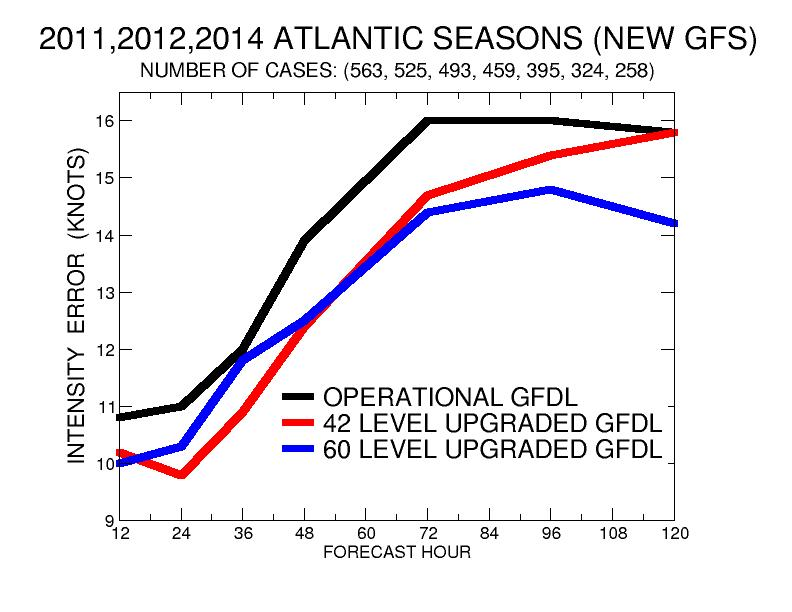 2011,2012,2014 ATLANTIC SEASONS (NEW GFS)
NUMBER OF CASES: (563, 525, 493, 459, 395, 324, 258)
INTENSITY ERROR (KNOTS)
16
15
14
13
12
11
10
9
OPERATIONAL GFDL
42 LEVEL UPGRADED GFDL
60 LEVEL UPGRADED GFDL
12 24 36 48 60 72 84 96 108 120
FORECAST HOUR